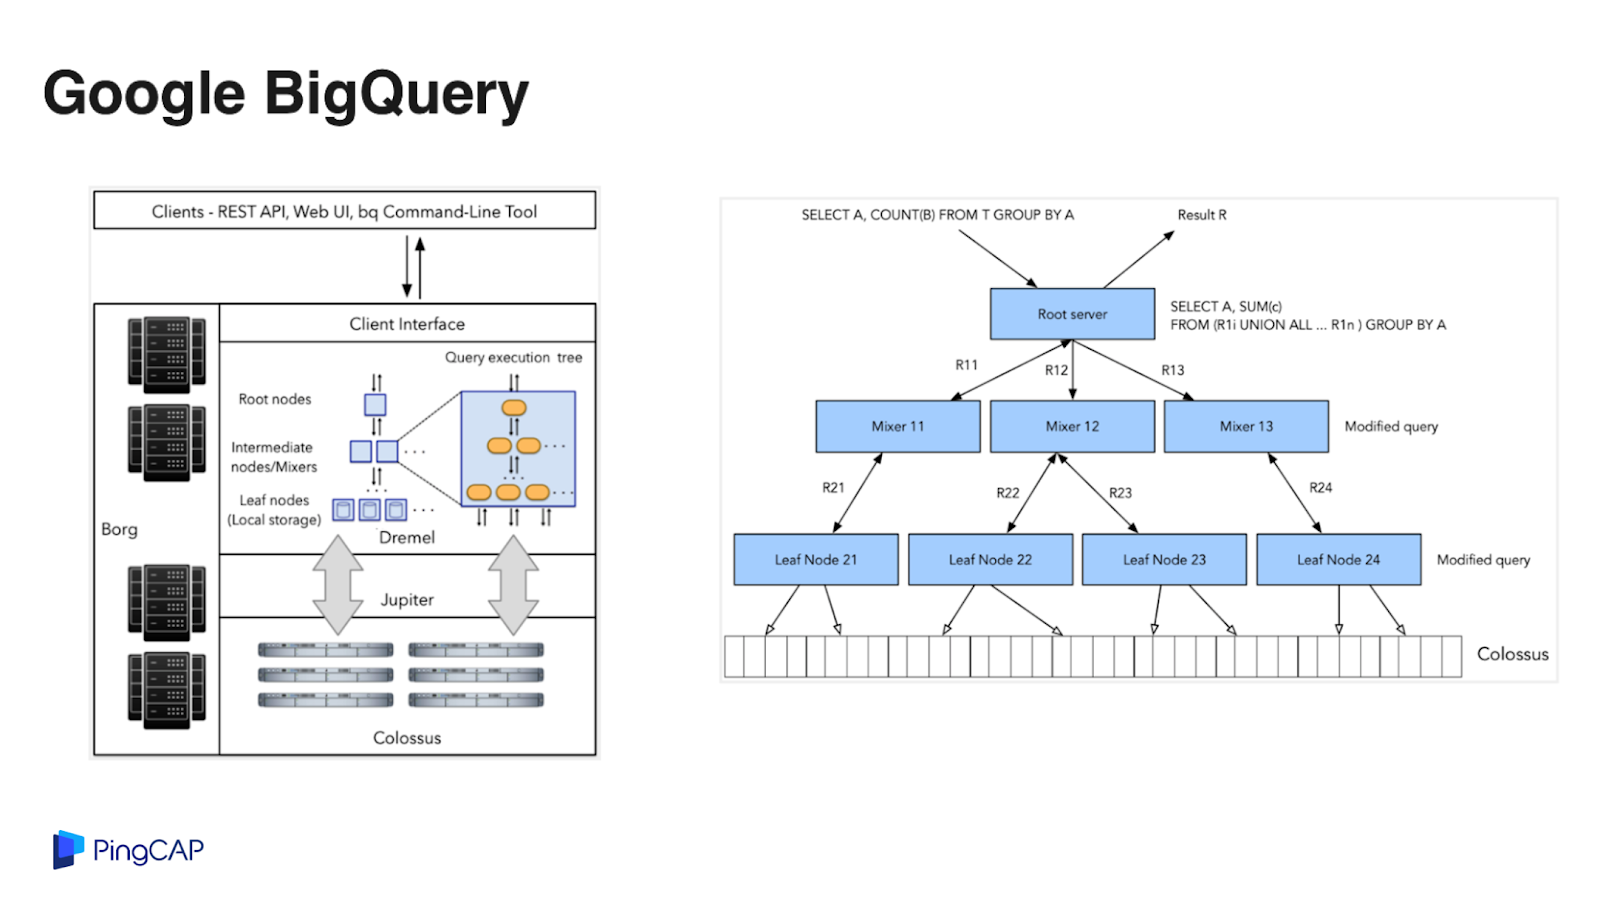 Google BigQuery
Clients - REST API, Web UI, bq Command-Line Tool
Client Interface
Query execution tree
Root nodes
Intermediate
nodes/Mixers
Leaf nodes
(Local storage)
Dremel
Borg
Jupiter
Colossus
SELECT A, COUNT(B) FROM T GROUP BY A
Result R
Root server
SELECT A, SUM(c)
FROM (R1i UNION ALL ... R1n ) GROUP BY A
R11
R12
R13
Mixer 11
Mixer 12
Mixer 13
Modified query
R21
R22
R23
R24
Leaf Node 21
Leaf Node 22
Leaf Node 23
Leaf Node 24
Modified query
Colossus
PingCAP